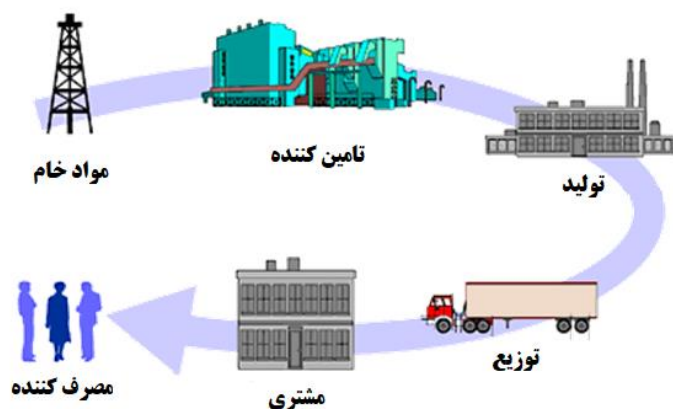 مواد خام
تامین کننده
تولید
توزیع
مشتری
مصرف کننده